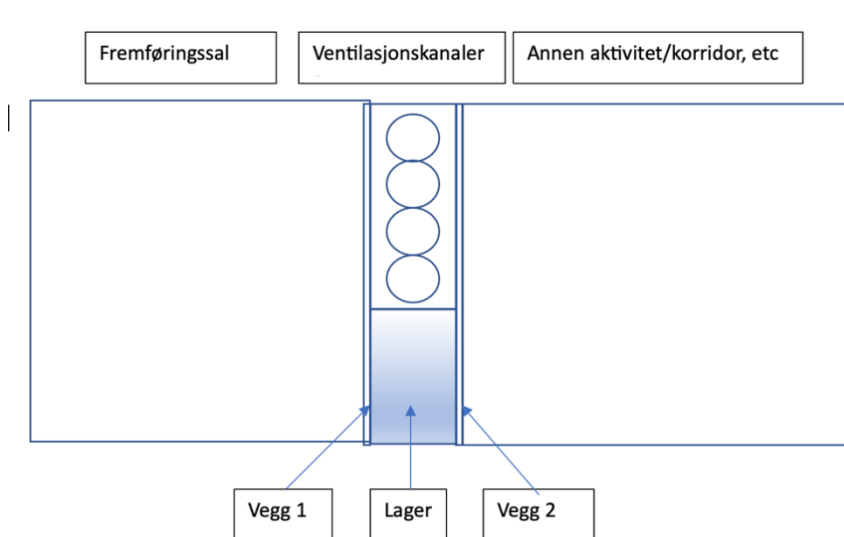 Fremføringssal
Ventilasjonskanaler
Annen aktivitet/korridor, etc
Vegg 1
Lager
Vegg 2